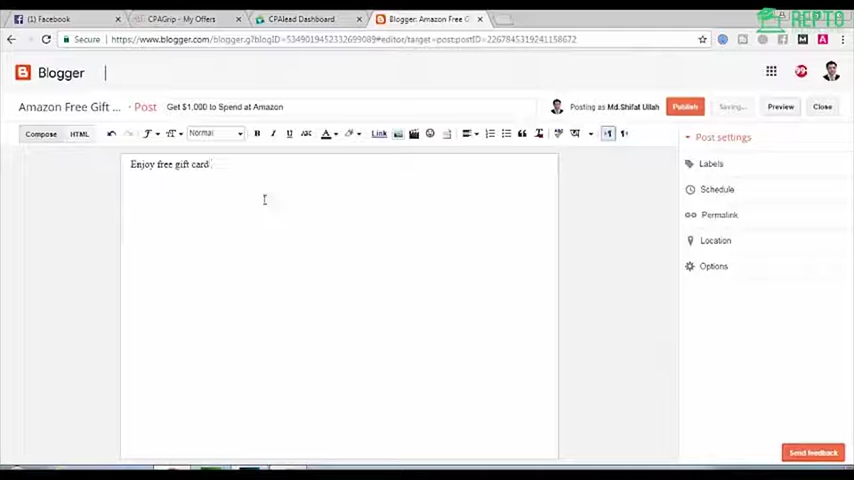 (1) Facebook
CPAGrip - My Offers
CPAlead Dashboard
Blogger: Amazon Free G
REPTO
Secure https://www.blogger.com/blogger.g?blogID=5349019452332699089#editor/target=post;postID=2267845319241158672
Blogger
Amazon Free Gift ... · Post Get $1,000 to Spend at Amazon Posting as Md.Shifat Ullah Publish Saving... Preview Close
Compose HTML Normal B I U ABC A Link
Post settings
Enjoy free gift card
Labels
Schedule
Permalink
Location
Options
Send feedback